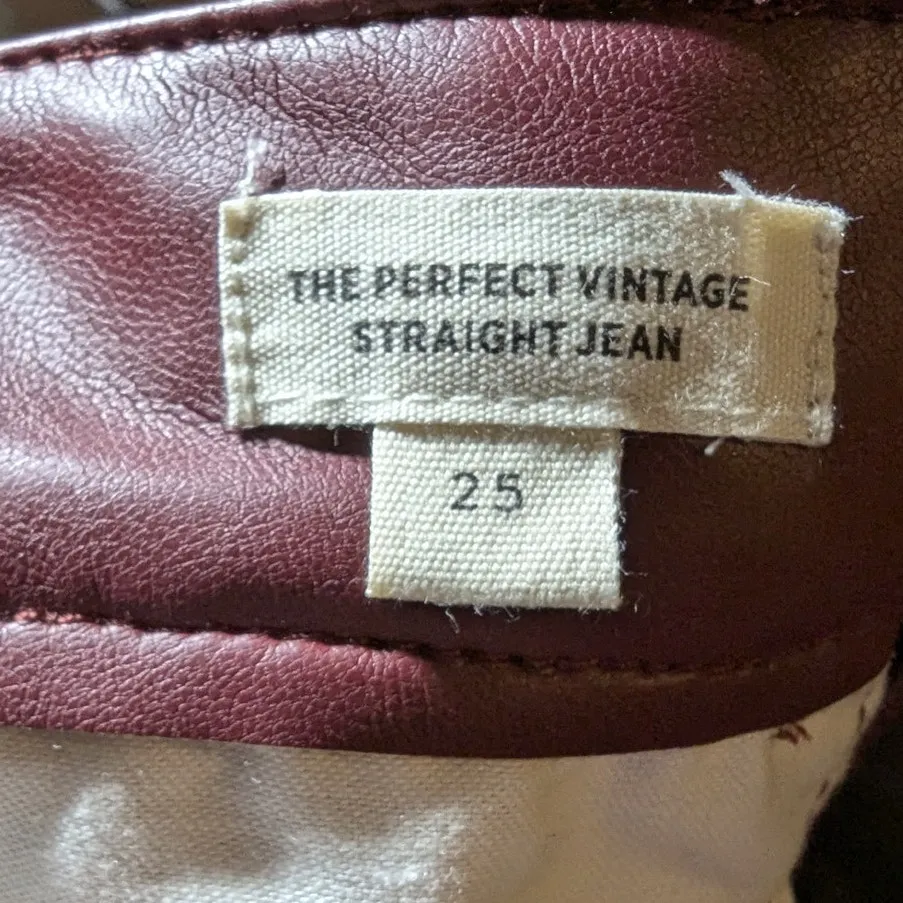 THE PERFECT VINTAGE
STRAIGHT JEAN
25